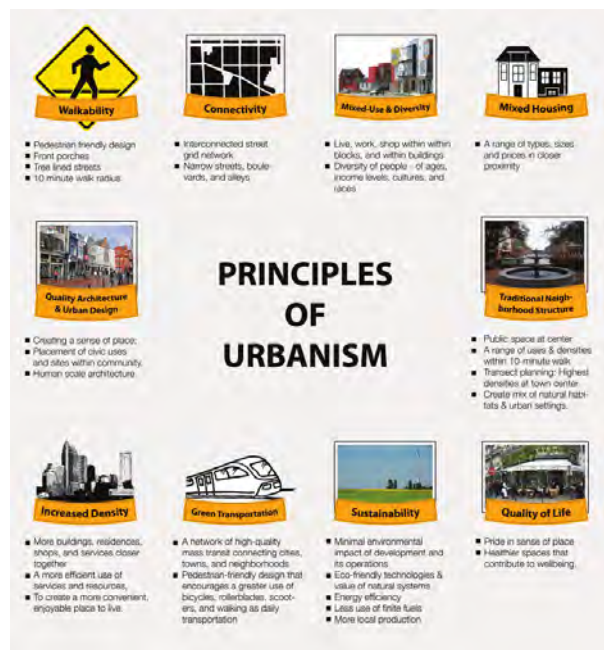 Walkability
■ Pedestrian friendly design
■ Front porches
■ Tree lined streets
■ 10 minute walk radius
Connectivity
■ Interconnected street
grid network
■ Narrow streets, boule-
vards, and alleys
Mixed-Use & Diversity
■ Live, work, shop within within
blocks, and within buildings
■ Diversity of people - of ages,
income levels, cultures, and
races
Mixed Housing
■ A range of types, sizes
and prices in closer
proximity
Quality Architecture
& Urban Design
■ Creating a sense of place;
■ Placement of civic uses
and sites within community.
■ Human scale architecture
PRINCIPLES
OF
URBANISM
Traditional Neigh-
borhood Structure
■ Public space at center
■ A range of uses & densities
within 10-minute walk
■ Transect planning: Highest
densities at town center
■ Create mix of natural habi-
tats & urban settings.
Increased Density
■ More buildings, residences,
shops, and services closer
together
■ A more efficient use of
services and resources,
■ To create a more convenient,
enjoyable place to live.
Green Transportation
■ A network of high-quality
mass transit connecting cities,
towns, and neighborhoods
■ Pedestrian-friendly design that
encourages a greater use of
bicycles, rollerblades, scoot-
ers, and walking as daily
transportation
Sustainability
■ Minimal environmental
impact of development and
its operations
■ Eco-friendly technologies &
value of natural systems
■ Energy efficiency
■ Less use of finite fuels
■ More local production
Quality of Life
■ Pride in sense of place
■ Healthier spaces that
contribute to wellbeing.